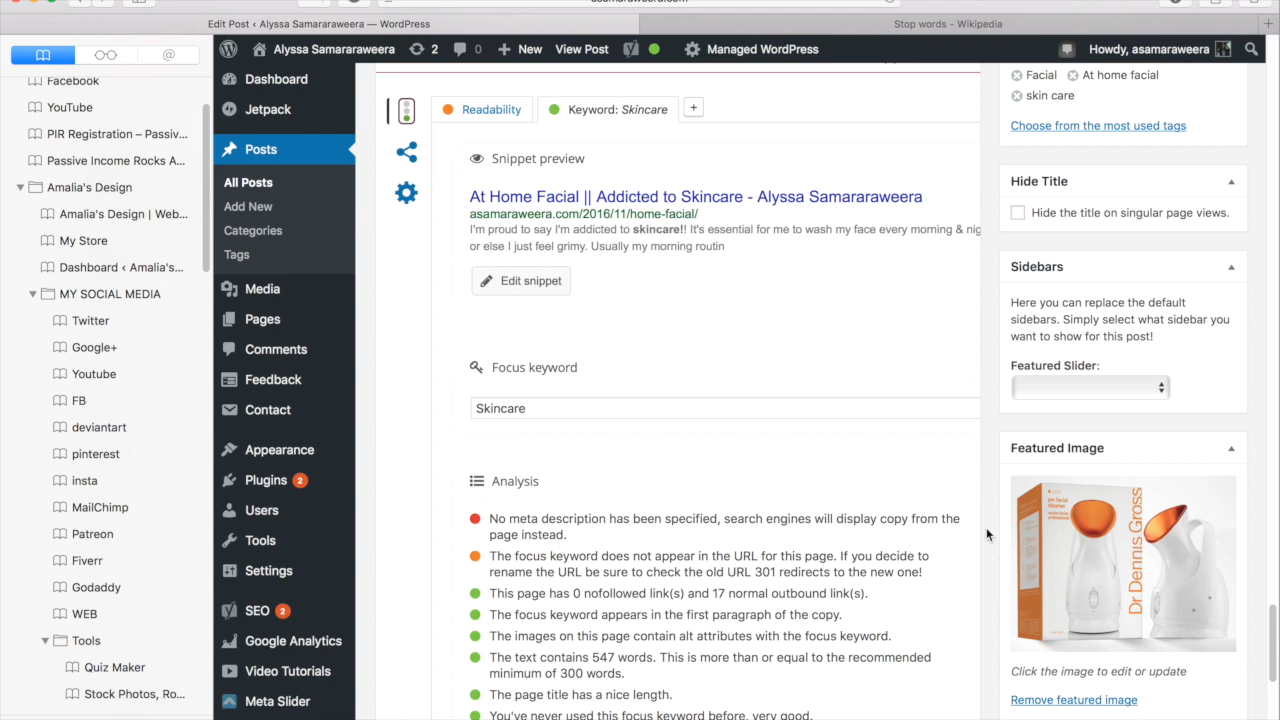 asamararaweera.com
Edit Post ‹ Alyssa Samararaweera — WordPress
Stop words - Wikipedia
+
@
Facebook
YouTube
PIR Registration – Passiv...
Passive Income Rocks A...
Amalia's Design
Amalia's Design | Web...
My Store
Dashboard ‹ Amalia's...
MY SOCIAL MEDIA
Twitter
Google+
Youtube
FB
deviantart
pinterest
insta
MailChimp
Patreon
Fiverr
Godaddy
WEB
Tools
Quiz Maker
Stock Photos, Ro...
Alyssa Samararaweera
2
0
New
View Post
Managed WordPress
Howdy, asamaraweera
Dashboard
Jetpack
Posts
All Posts
Add New
Categories
Tags
Media
Pages
Comments
Feedback
Contact
Appearance
Plugins 2
Users
Tools
Settings
SEO 2
Google Analytics
Video Tutorials
Meta Slider
Readability
Keyword: Skincare
+
Snippet preview
At Home Facial || Addicted to Skincare - Alyssa Samararaweera
asamaraweera.com/2016/11/home-facial/
I'm proud to say I'm addicted to skincare!! It's essential for me to wash my face every morning & nig
or else I just feel grimy. Usually my morning routin
Edit snippet
Focus keyword
Skincare
Analysis
No meta description has been specified, search engines will display copy from the
page instead.
The focus keyword does not appear in the URL for this page. If you decide to
rename the URL be sure to check the old URL 301 redirects to the new one!
This page has 0 nofollowed link(s) and 17 normal outbound link(s).
The focus keyword appears in the first paragraph of the copy.
The images on this page contain alt attributes with the focus keyword.
The text contains 547 words. This is more than or equal to the recommended
minimum of 300 words.
The page title has a nice length.
You've never used this focus keyword before, very good.
Facial
At home facial
skin care
Choose from the most used tags
Hide Title
Hide the title on singular page views.
Sidebars
Here you can replace the default
sidebars. Simply select what sidebar you
want to show for this post!
Featured Slider:
Featured Image
Dr Dennis Gross
Click the image to edit or update
Remove featured image